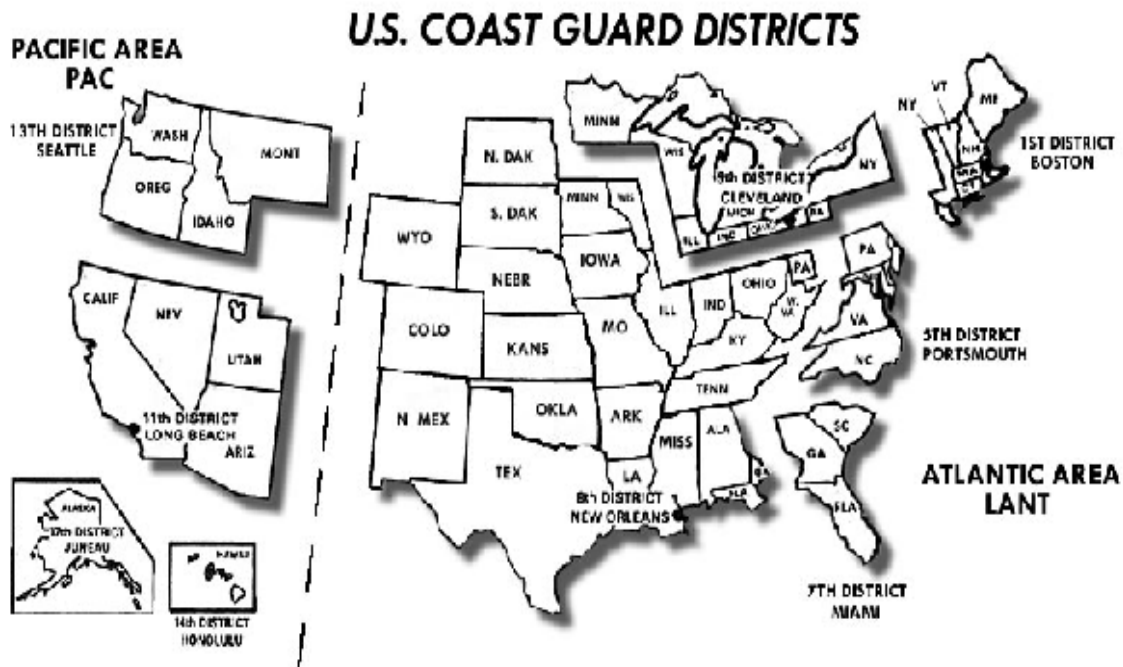 U.S. COAST GUARD DISTRICTS
PACIFIC AREA
PAC
13TH DISTRICT
SEATTLE
WASH
MONT
OREG
IDAHO
CALIF
NEV
UTAH
11th DISTRICT
LONG BEACH
ARIZ
ALASKA
17th DISTRICT
JUNEAU
HAWAII
14th DISTRICT
HONOLULU
N. DAK
S. DAK
MINN
WIS
WYO
NEBR
IOWA
COLO
KANS
MO
ILL
IND
OHIO
PA
W.
VA
KY
N MEX
OKLA
ARK
TENN
TEX
LA
MISS
ALA
GA
FLA
8th DISTRICT
NEW ORLEANS
MINN
WIS
9th DISTRICT
CLEVELAND
MICH
NY
ILL
IND
OHIO
PA
NY
VT
ME
NH
MA
CT
1ST DISTRICT
BOSTON
PA
VA
NC
5TH DISTRICT
PORTSMOUTH
SC
GA
FLA
7TH DISTRICT
MIAMI
ATLANTIC AREA
LANT